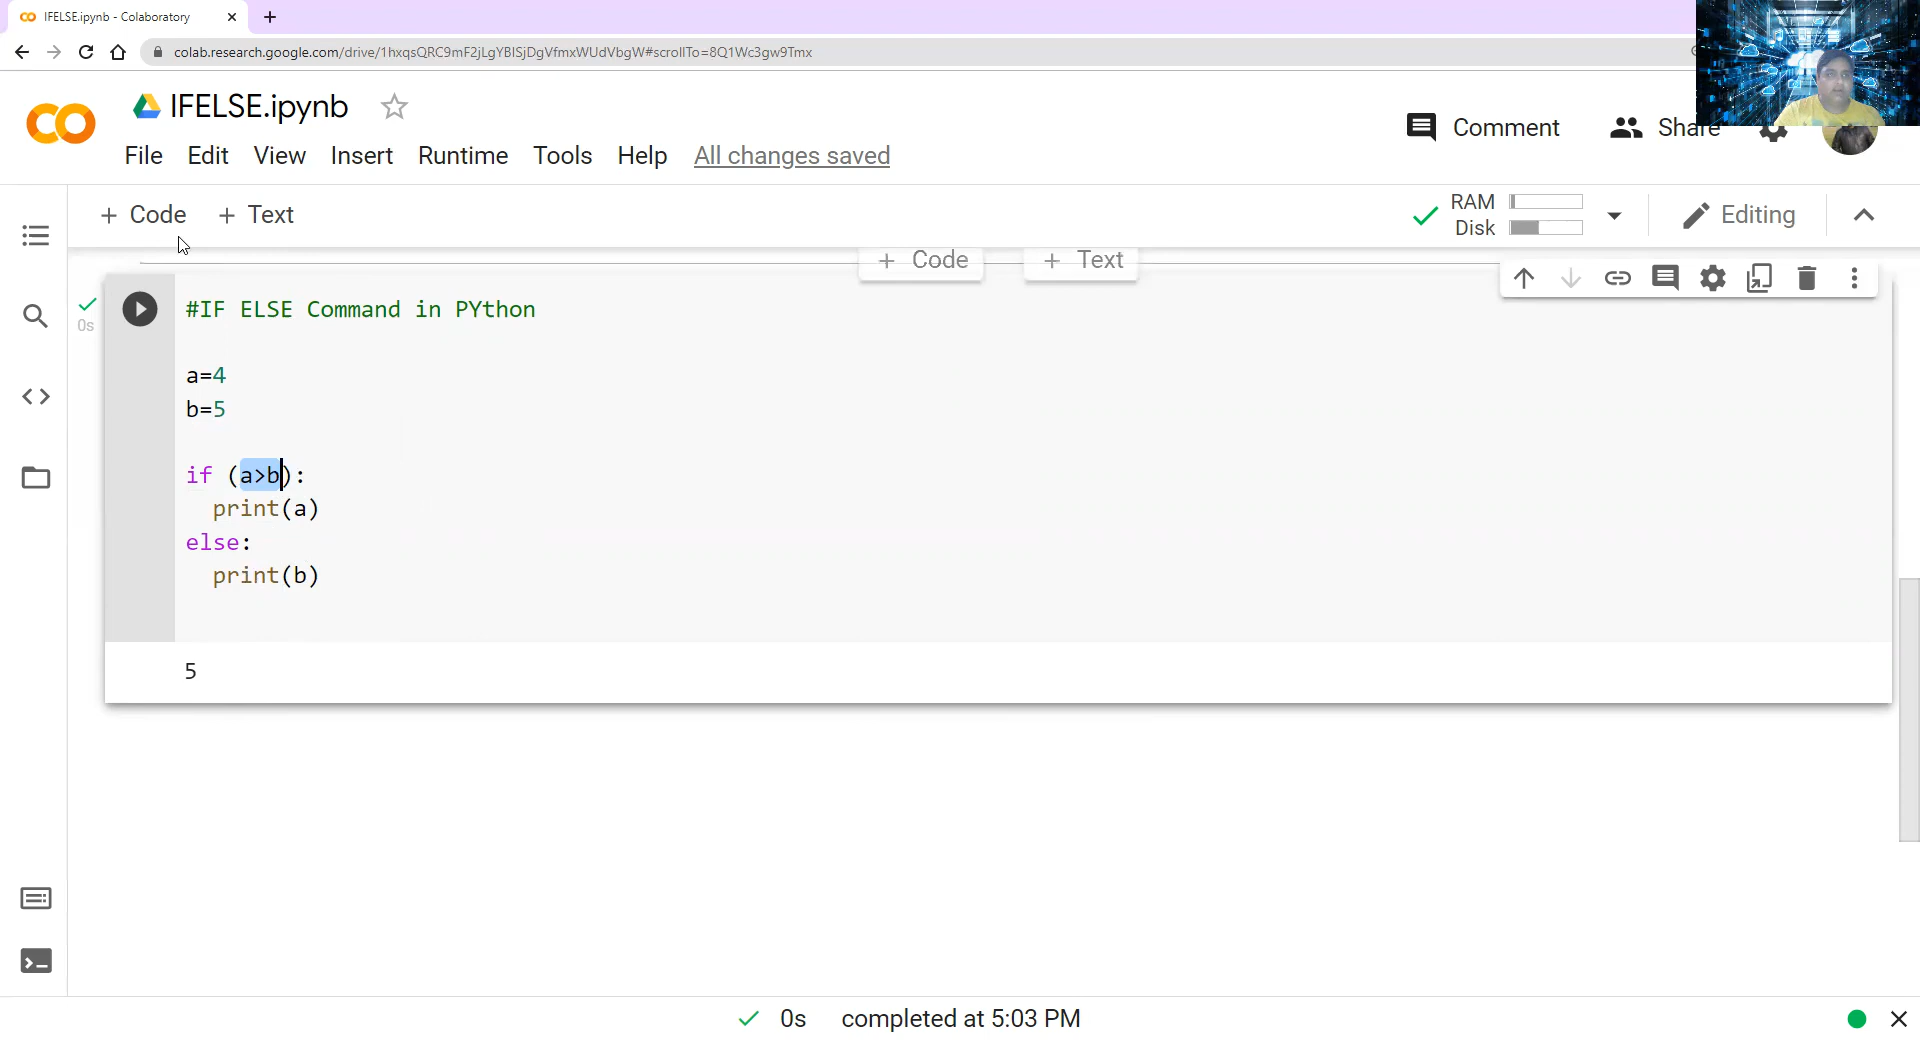 IFELSE.ipynb - Colaboratory
colab.research.google.com/drive/1hxqsQRC9mF2jLgYBISjDgVfmxWUdVbgW#scrollTo=8Q1Wc3gw9Tmx
IFELSE.ipynb
Comment Share
File Edit View Insert Runtime Tools Help All changes saved
+ Code + Text
RAM
Disk
Editing
+ Code + Text
#IF ELSE Command in PYthon
0s
a=4
b=5
if (a>b):
print(a)
else:
print(b)
5
0s completed at 5:03 PM